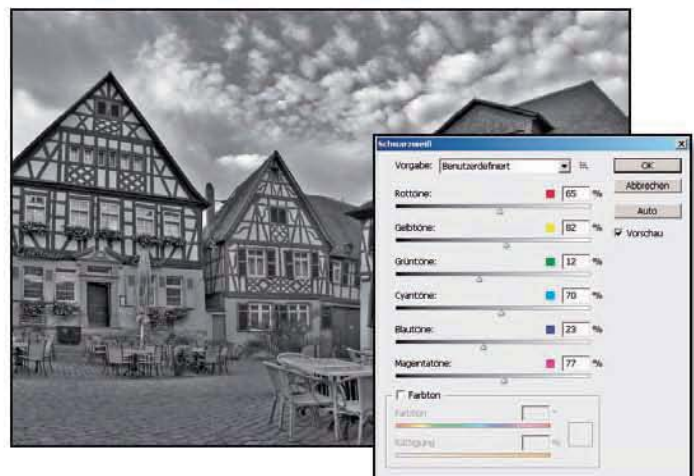 Schwarzweiß
Vorgabe: Benutzerdefiniert
OK
Abbrechen
Auto
Vorschau
Rottöne: 65 %
Gelbtöne: 82 %
Grüntöne: 12 %
Cyantöne: 70 %
Blautöne: 23 %
Magentatöne: 77 %
Farbton
Farbton °
Sättigung %